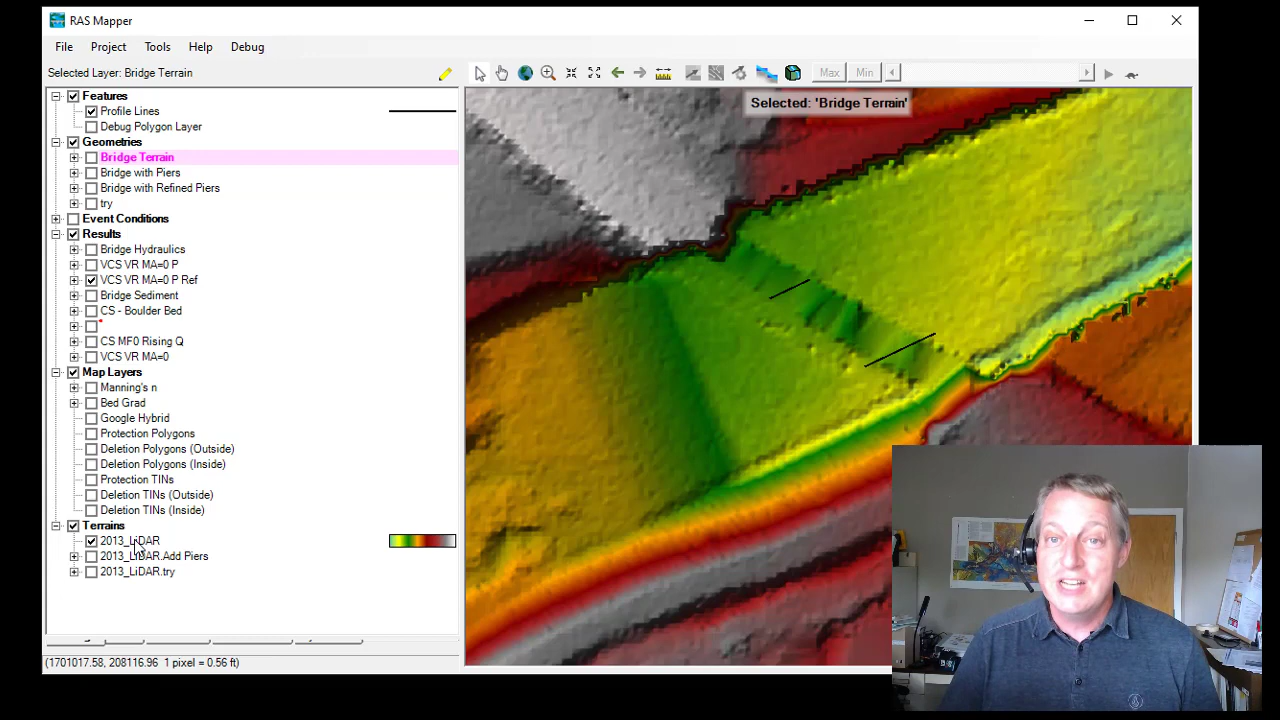 RAS Mapper
File Project Tools Help Debug
Selected Layer: Bridge Terrain
Max Min
Selected: 'Bridge Terrain'
Features
Profile Lines
Debug Polygon Layer
Geometries
Bridge Terrain
Bridge with Piers
Bridge with Refined Piers
try
Event Conditions
Results
Bridge Hydraulics
VCS VR MA=0 P
VCS VR MA=0 P Ref
Bridge Sediment
CS - Boulder Bed
*
CS MF0 Rising Q
VCS VR MA=0
Map Layers
Manning's n
Bed Grad
Google Hybrid
Protection Polygons
Deletion Polygons (Outside)
Deletion Polygons (Inside)
Protection TINs
Deletion TINs (Outside)
Deletion TINs (Inside)
Terrains
2013_LiDAR
2013_LiDAR.Add Piers
2013_LiDAR.try
(1701017.58, 208116.96 1 pixel = 0.56 ft)